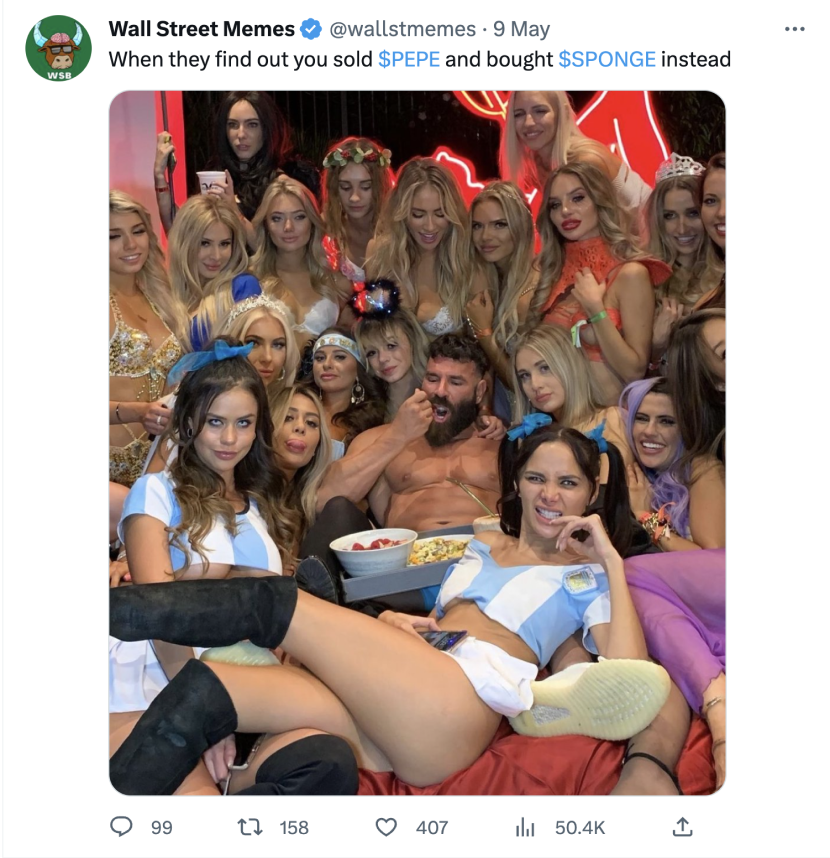 Wall Street Memes @wallstmemes · 9 May
When they find out you sold $PEPE and bought $SPONGE instead
WSB
99 158 407 50.4K